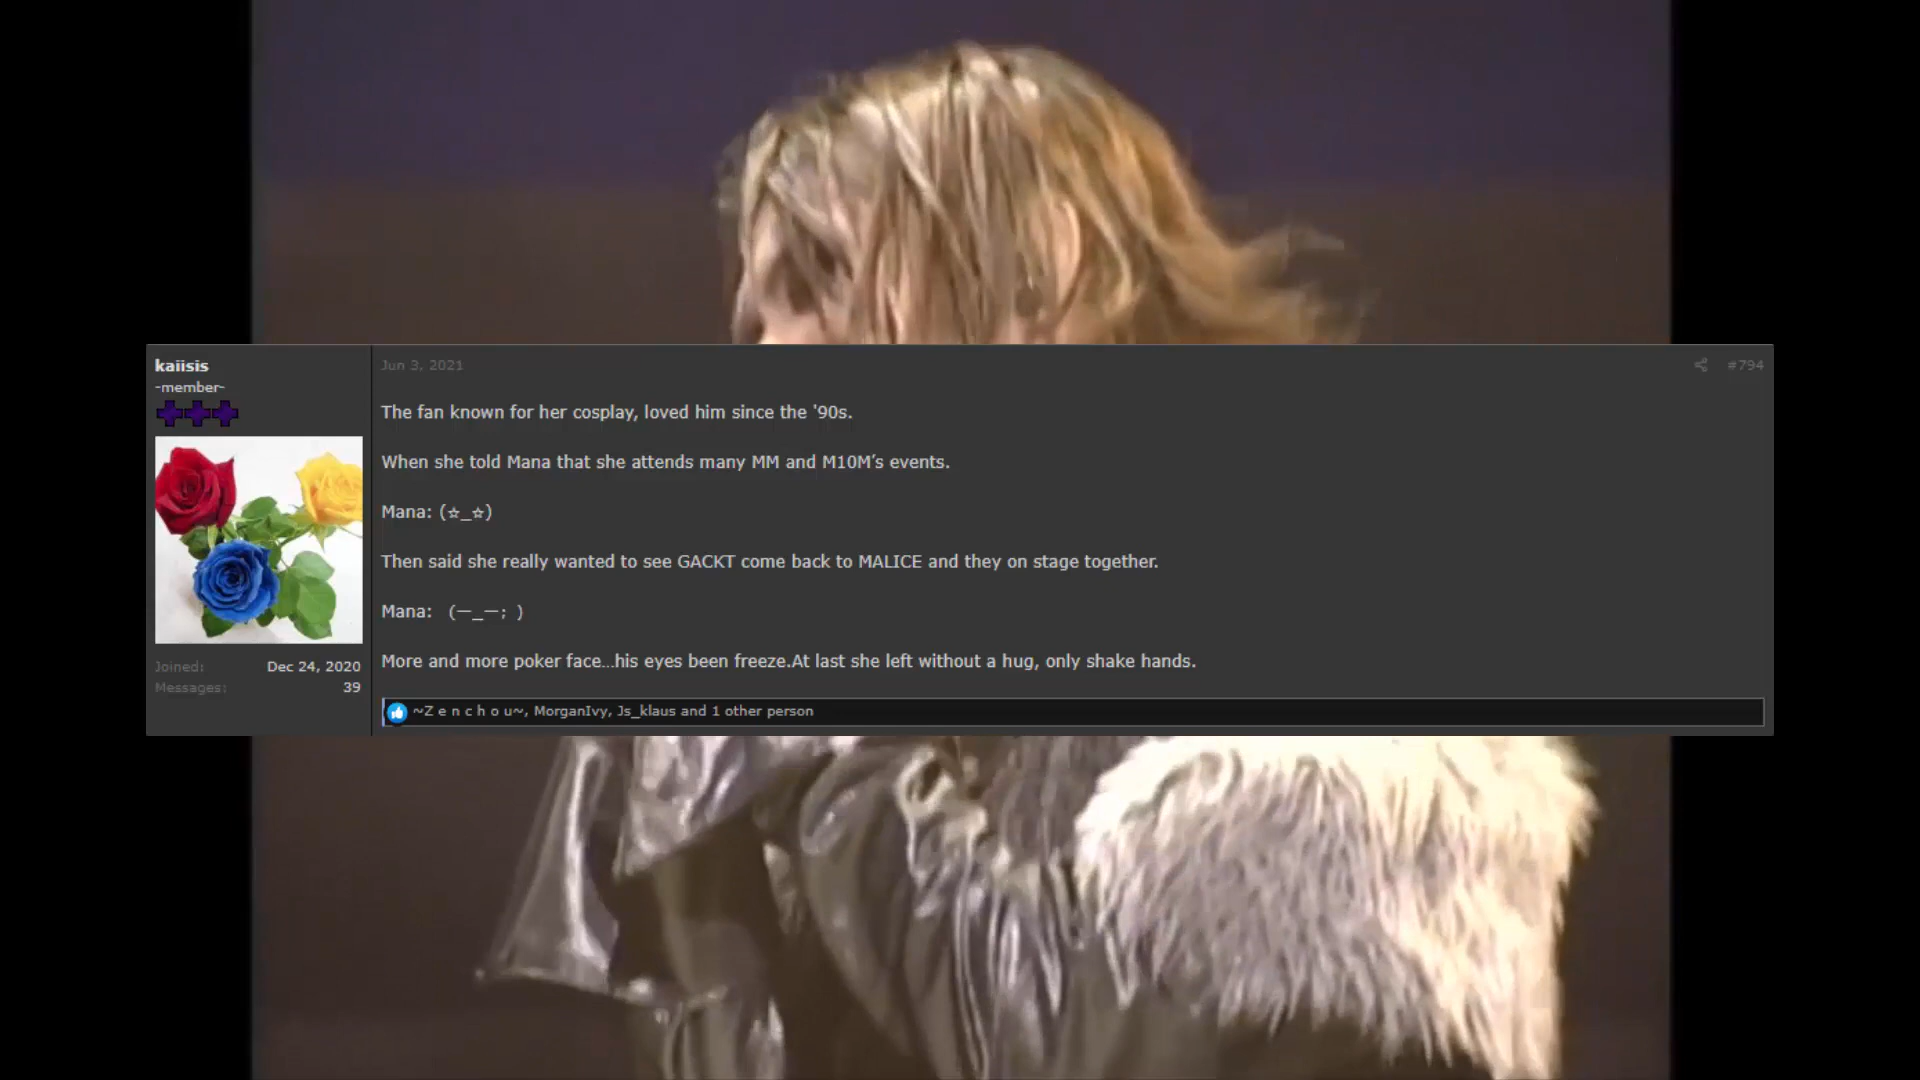 kaiisis
-member-
Joined: Dec 24, 2020
Messages: 39
Jun 3, 2021 #794
The fan known for her cosplay, loved him since the '90s.
When she told Mana that she attends many MM and M10M’s events.
Mana: (☆_☆)
Then said she really wanted to see GACKT come back to MALICE and they on stage together.
Mana: (—_—; )
More and more poker face...his eyes been freeze.At last she left without a hug, only shake hands.
~Z e n c h o u~, MorganIvy, Js_klaus and 1 other person